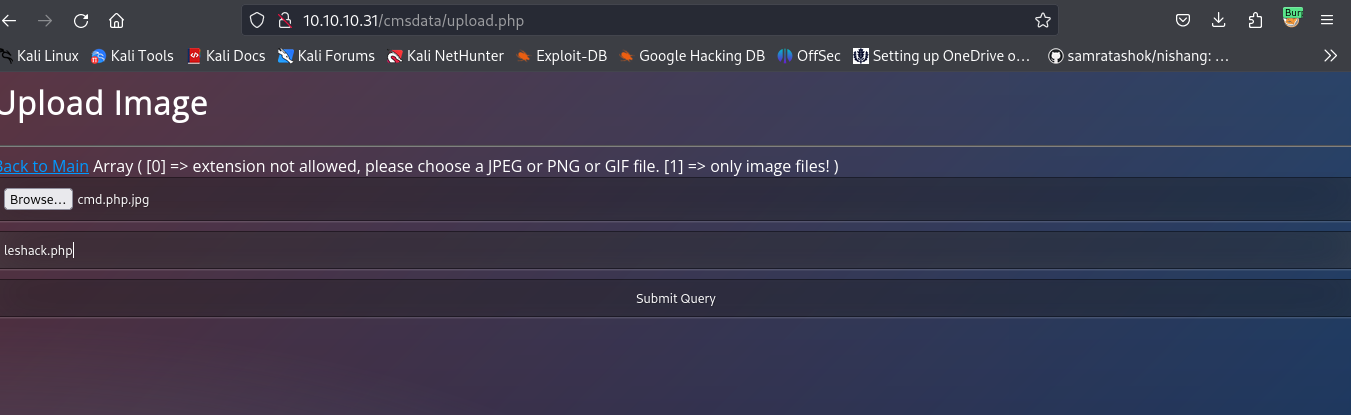 10.10.10.31/cmsdata/upload.php
Kali Linux Kali Tools Kali Docs Kali Forums Kali NetHunter Exploit-DB Google Hacking DB OffSec Setting up OneDrive o… samratashok/nishang: …
Upload Image
Back to Main Array ( [0] => extension not allowed, please choose a JPEG or PNG or GIF file. [1] => only image files! )
Browse… cmd.php.jpg
leshack.php
Submit Query